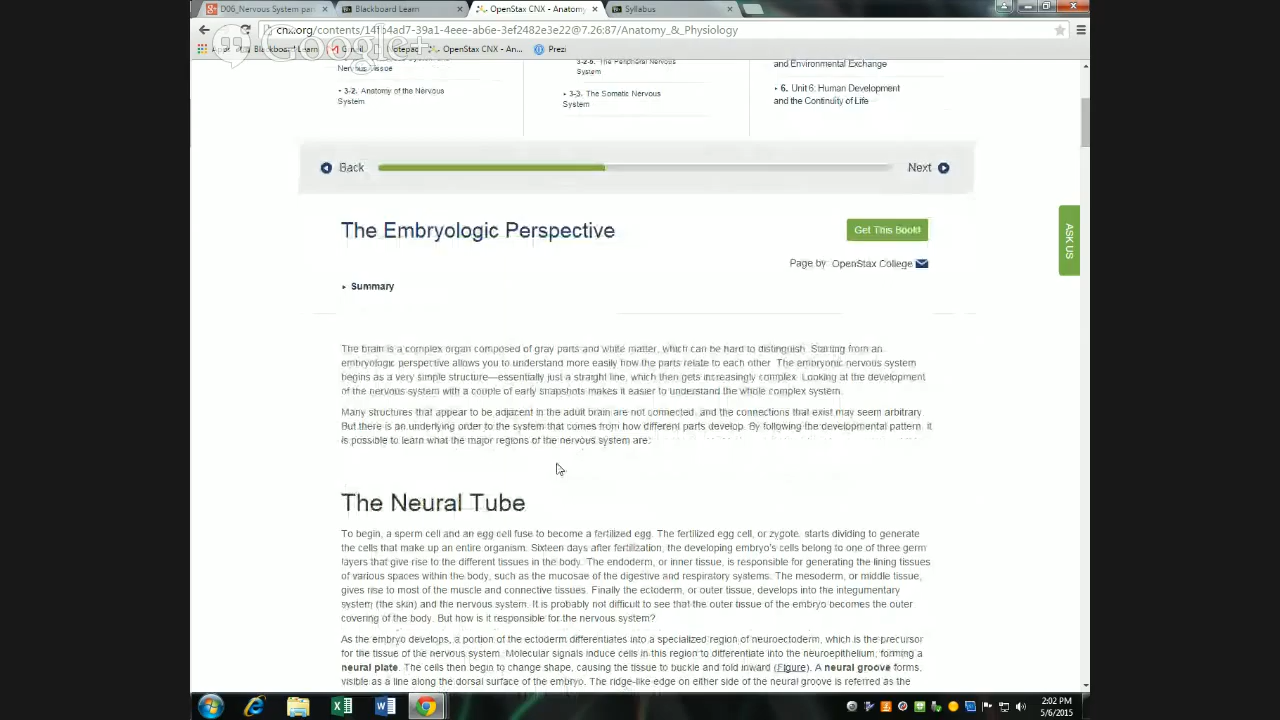 D06_Nervous System par
Blackboard Learn
OpenStax CNX - Anatomy
Syllabus
cnx.org/contents/14fb4ad7-39a1-4eee-ab6e-3ef2482e3e22@7.26:87/Anatomy_&_Physiology
Google+
Apps
Blackboard Learn
Gmail
Notepad
OpenStax CNX - An...
Prezi
Nervous Tissue
3-2. Anatomy of the Nervous
System
3-2-5. The Peripheral Nervous
System
3-3. The Somatic Nervous
System
and Environmental Exchange
6. Unit 6: Human Development
and the Continuity of Life
Back
Next
The Embryologic Perspective
Get This Book!
Page by: OpenStax College
ASK US
Summary
The brain is a complex organ composed of gray parts and white matter, which can be hard to distinguish. Starting from an
embryologic perspective allows you to understand more easily how the parts relate to each other. The embryonic nervous system
begins as a very simple structure—essentially just a straight line, which then gets increasingly complex. Looking at the development
of the nervous system with a couple of early snapshots makes it easier to understand the whole complex system.
Many structures that appear to be adjacent in the adult brain are not connected, and the connections that exist may seem arbitrary.
But there is an underlying order to the system that comes from how different parts develop. By following the developmental pattern, it
is possible to learn what the major regions of the nervous system are.
The Neural Tube
To begin, a sperm cell and an egg cell fuse to become a fertilized egg. The fertilized egg cell, or zygote, starts dividing to generate
the cells that make up an entire organism. Sixteen days after fertilization, the developing embryo's cells belong to one of three germ
layers that give rise to the different tissues in the body. The endoderm, or inner tissue, is responsible for generating the lining tissues
of various spaces within the body, such as the mucosae of the digestive and respiratory systems. The mesoderm, or middle tissue,
gives rise to most of the muscle and connective tissues. Finally the ectoderm, or outer tissue, develops into the integumentary
system (the skin) and the nervous system. It is probably not difficult to see that the outer tissue of the embryo becomes the outer
covering of the body. But how is it responsible for the nervous system?
As the embryo develops, a portion of the ectoderm differentiates into a specialized region of neuroectoderm, which is the precursor
for the tissue of the nervous system. Molecular signals induce cells in this region to differentiate into the neuroepithelium, forming a
neural plate. The cells then begin to change shape, causing the tissue to buckle and fold inward (Figure). A neural groove forms,
visible as a line along the dorsal surface of the embryo. The ridge-like edge on either side of the neural groove is referred as the
2:02 PM
5/6/2015